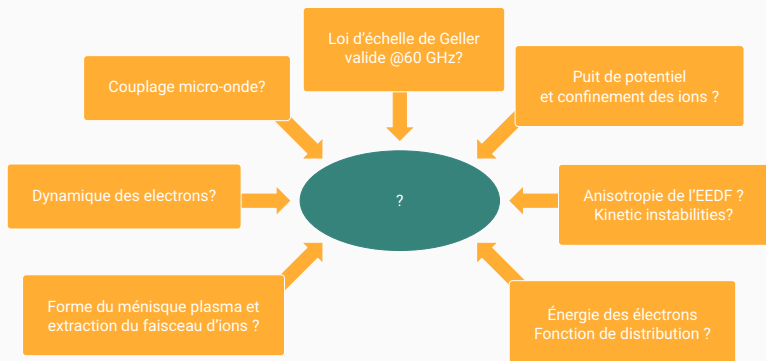 Loi d'échelle de Geller
valide @60 GHz?
Couplage micro-onde?
Puit de potentiel
et confinement des ions ?
Dynamique des electrons?
?
Anisotropie de l'EEDF ?
Kinetic instabilities?
Forme du ménisque plasma et
extraction du faisceau d'ions ?
Énergie des électrons
Fonction de distribution ?